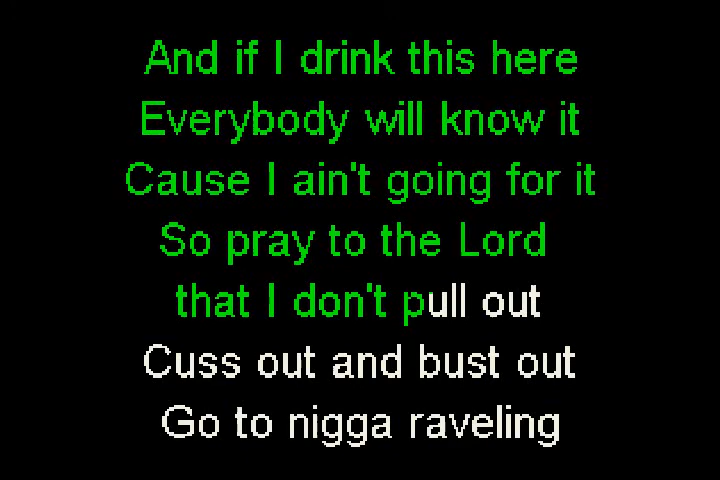 And if I drink this here
Everybody will know it
Cause I ain't going for it
So pray to the Lord
that I don't pull out
Cuss out and bust out
Go to nigga raveling